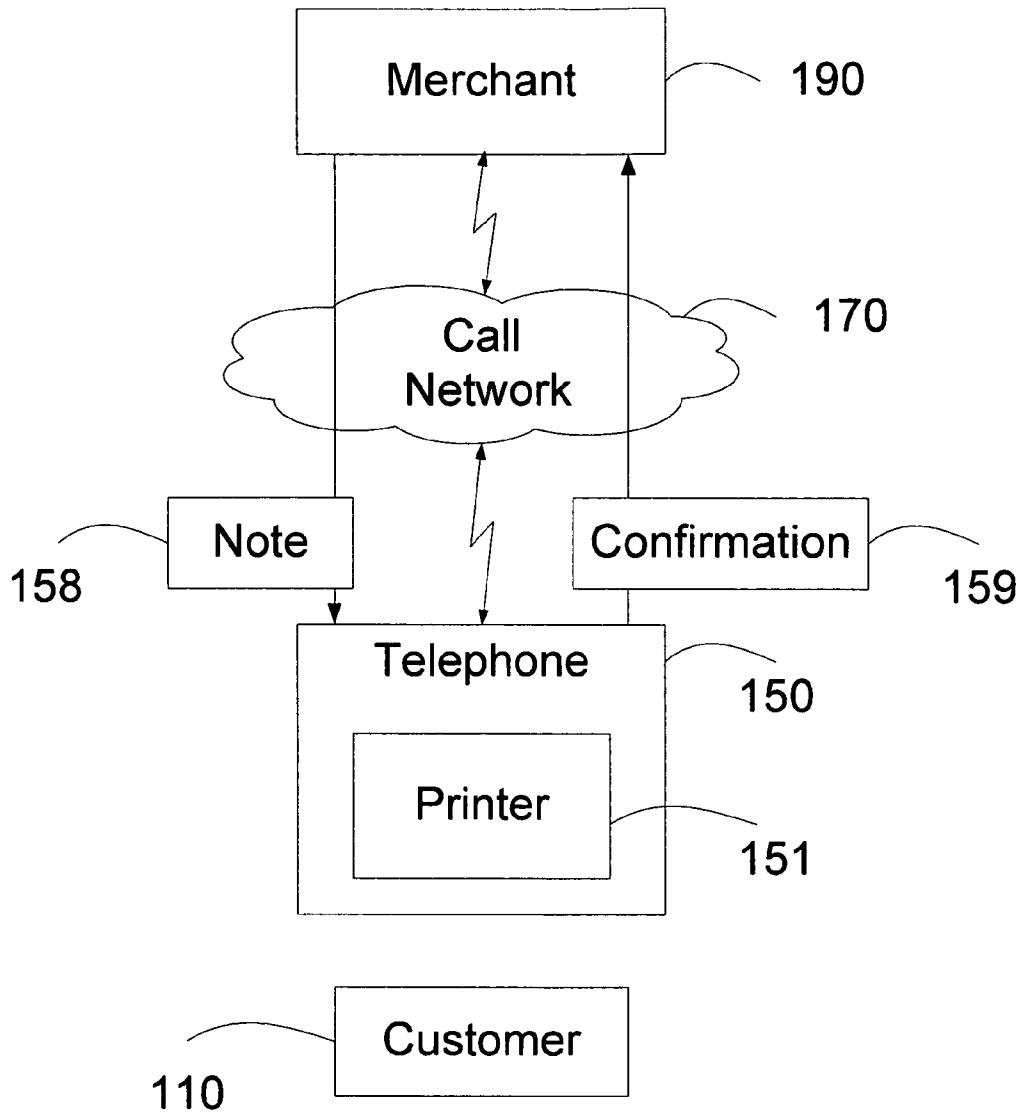 Merchant
190
Call
Network
170
Note
158
Confirmation
159
Telephone
150
Printer
151
Customer
110